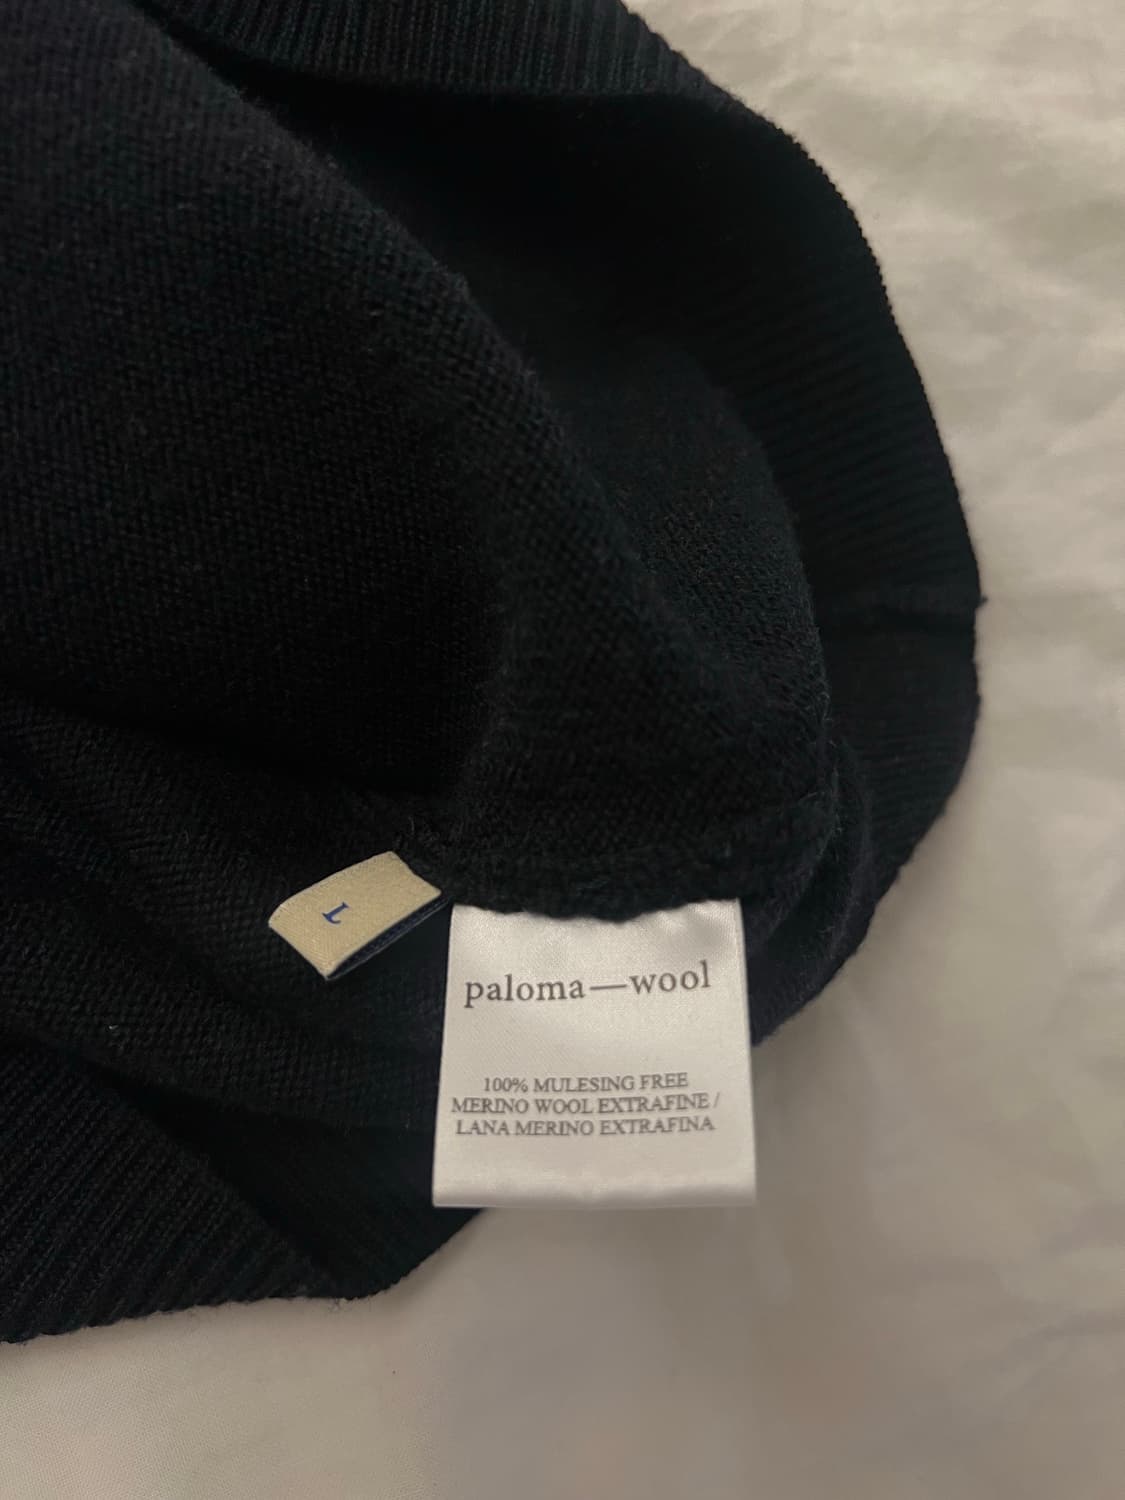 L
paloma—wool
100% MULESING FREE
MERINO WOOL EXTRAFINE /
LANA MERINO EXTRAFINA